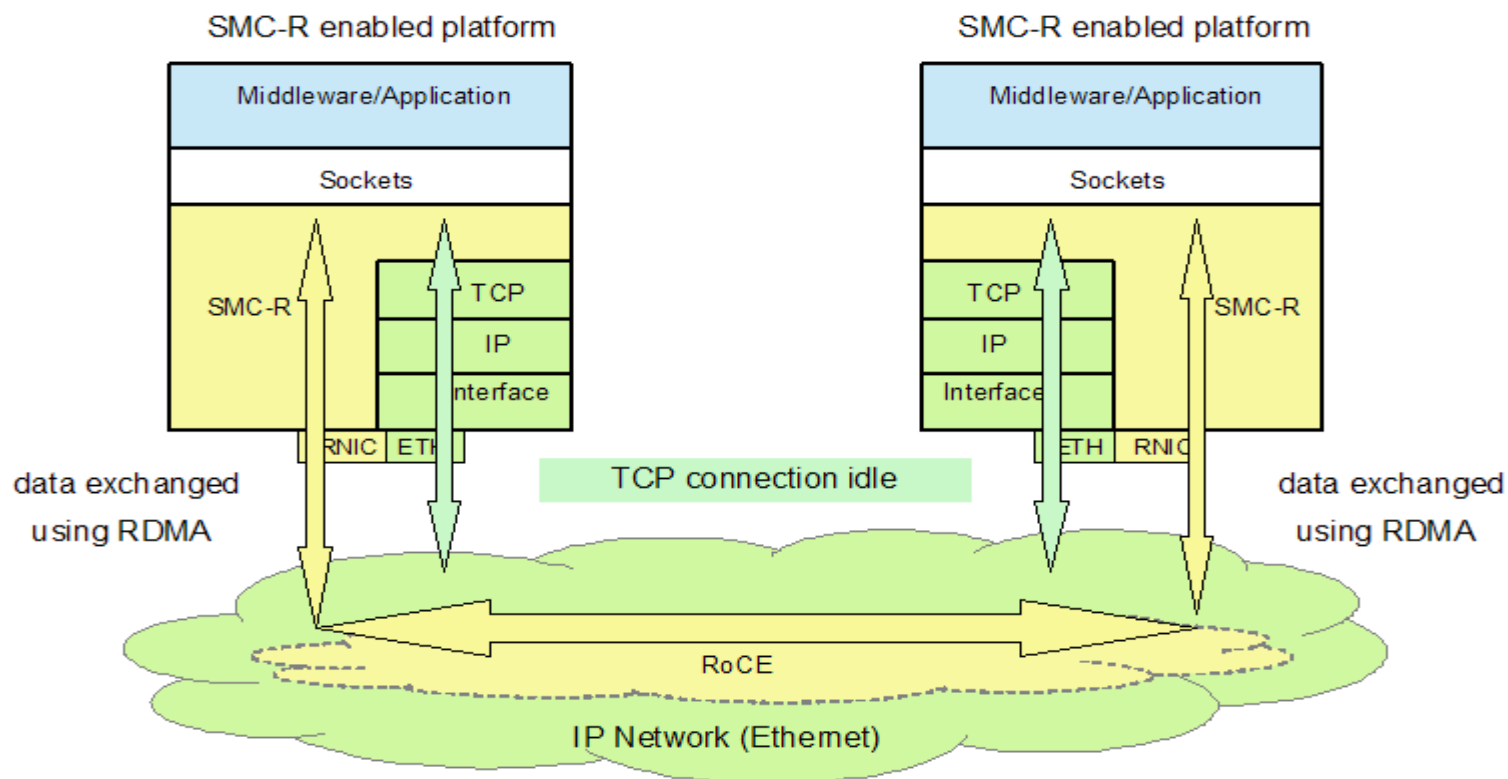 SMC-R enabled platform
SMC-R enabled platform
Middleware/Application
Middleware/Application
Sockets
Sockets
SMC-R
TCP
IP
Interface
TCP
IP
Interface
SMC-R
RNIC
ETH
ETH
RNIC
data exchanged
using RDMA
TCP connection idle
data exchanged
using RDMA
RoCE
IP Network (Ethernet)